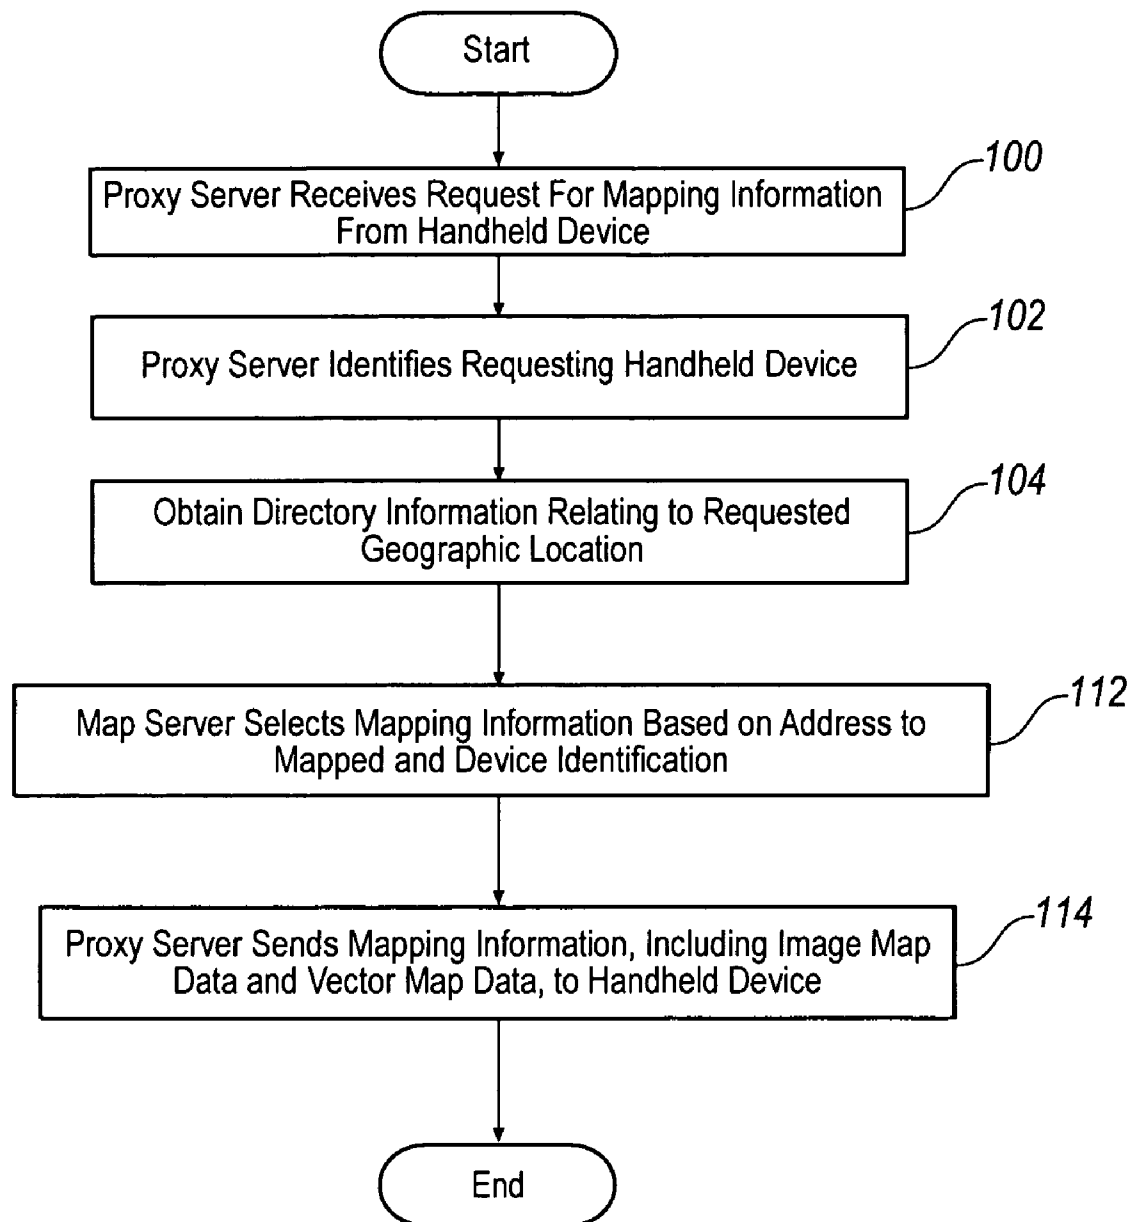 Start
100
Proxy Server Receives Request For Mapping Information
From Handheld Device
102
Proxy Server Identifies Requesting Handheld Device
104
Obtain Directory Information Relating to Requested
Geographic Location
112
Map Server Selects Mapping Information Based on Address to
Mapped and Device Identification
114
Proxy Server Sends Mapping Information, Including Image Map
Data and Vector Map Data, to Handheld Device
End